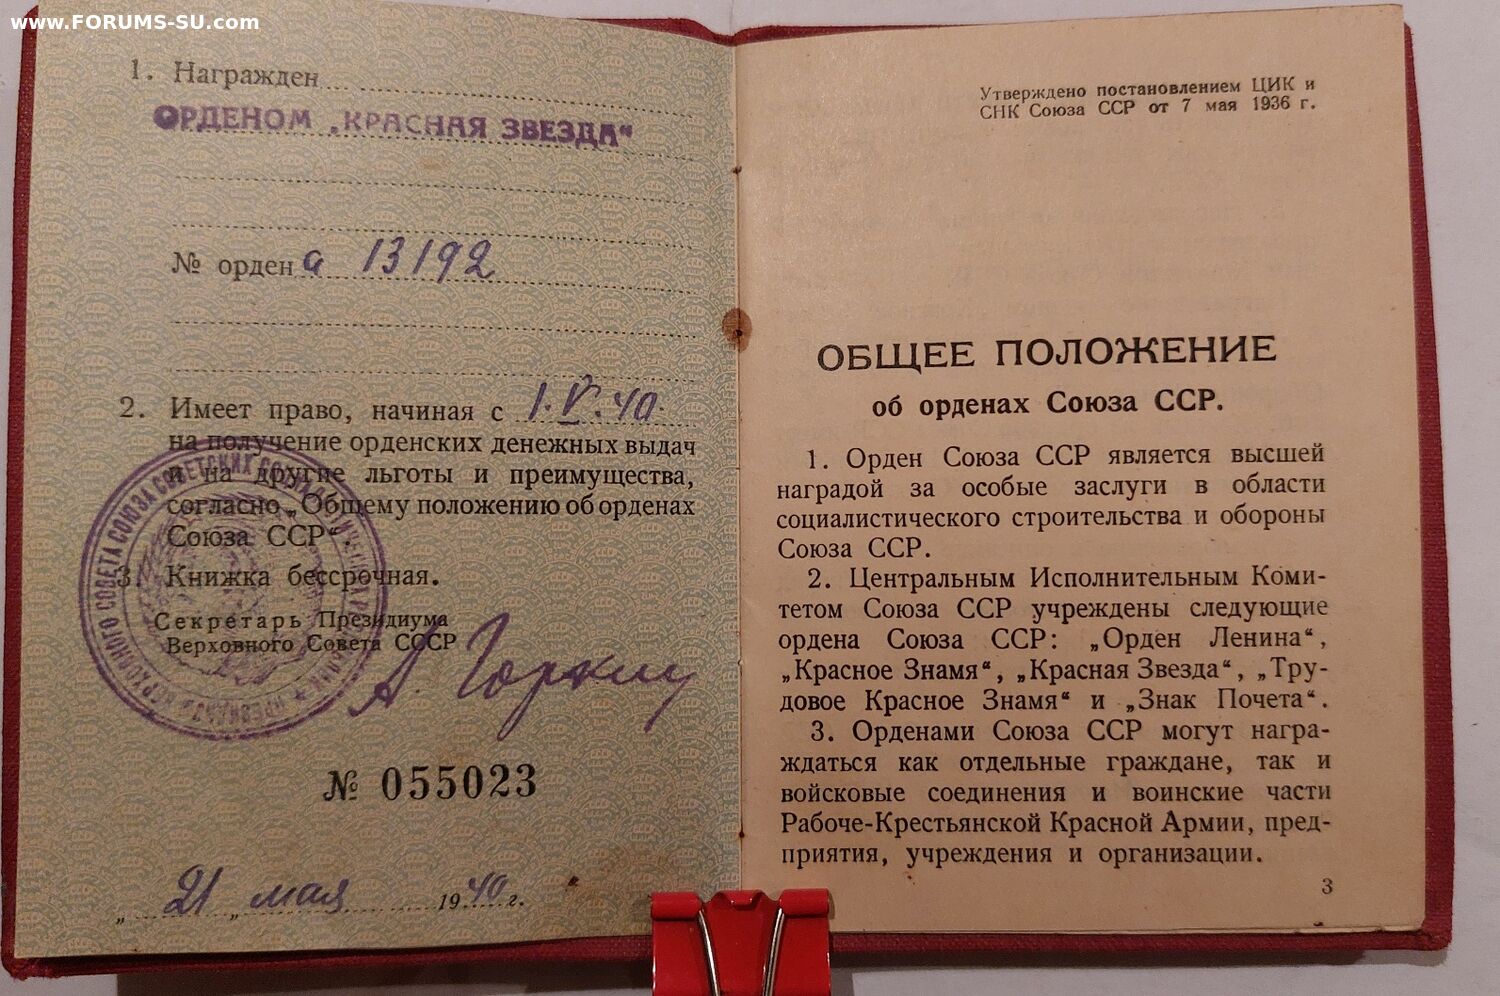 www.FORUMS-SU.com
1. Награжден
ОРДЕНОМ „КРАСНАЯ ЗВЕЗДА“
№ орден а 13192
2. Имеет право, начиная с 1.V.40.
на получение орденских денежных выдач
и на другие льготы и преимущества,
согласно „Общему положению об орденах
Союза ССР“.
3. Книжка бессрочная.
Секретарь Президиума
Верховного Совета СССР
А. Горкин
№ 055023
„ 21 „ мая 1940 г.
Утверждено постановлением ЦИК и
СНК Союза ССР от 7 мая 1936 г.
ОБЩЕЕ ПОЛОЖЕНИЕ
об орденах Союза ССР.
1. Орден Союза ССР является высшей
наградой за особые заслуги в области
социалистического строительства и обороны
Союза ССР.
2. Центральным Исполнительным Коми-
тетом Союза ССР учреждены следующие
ордена Союза ССР: „Орден Ленина“,
„Красное Знамя“, „Красная Звезда“, „Тру-
довое Красное Знамя“ и „Знак Почета“.
3. Орденами Союза ССР могут награ-
ждаться как отдельные граждане, так и
войсковые соединения и воинские части
Рабоче-Крестьянской Красной Армии, пред-
приятия, учреждения и организации.
3